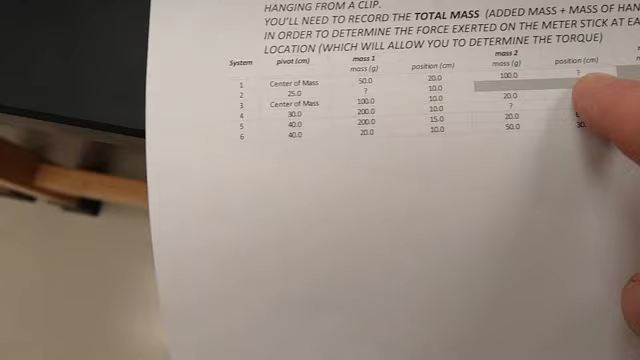 HANGING FROM A CLIP.
YOU'LL NEED TO RECORD THE TOTAL MASS (ADDED MASS + MASS OF HAN
IN ORDER TO DETERMINE THE FORCE EXERTED ON THE METER STICK AT EA
LOCATION (WHICH WILL ALLOW YOU TO DETERMINE THE TORQUE)
System pivot (cm) mass 1 mass (g) position (cm) mass 2 mass (g) position (cm)
1 Center of Mass 50.0 20.0 100.0 ?
2 25.0 ? 10.0
3 Center of Mass 100.0 10.0 20.0
4 30.0 200.0 10.0 ?
5 40.0 200.0 15.0 20.0
6 40.0 20.0 10.0 50.0 30.